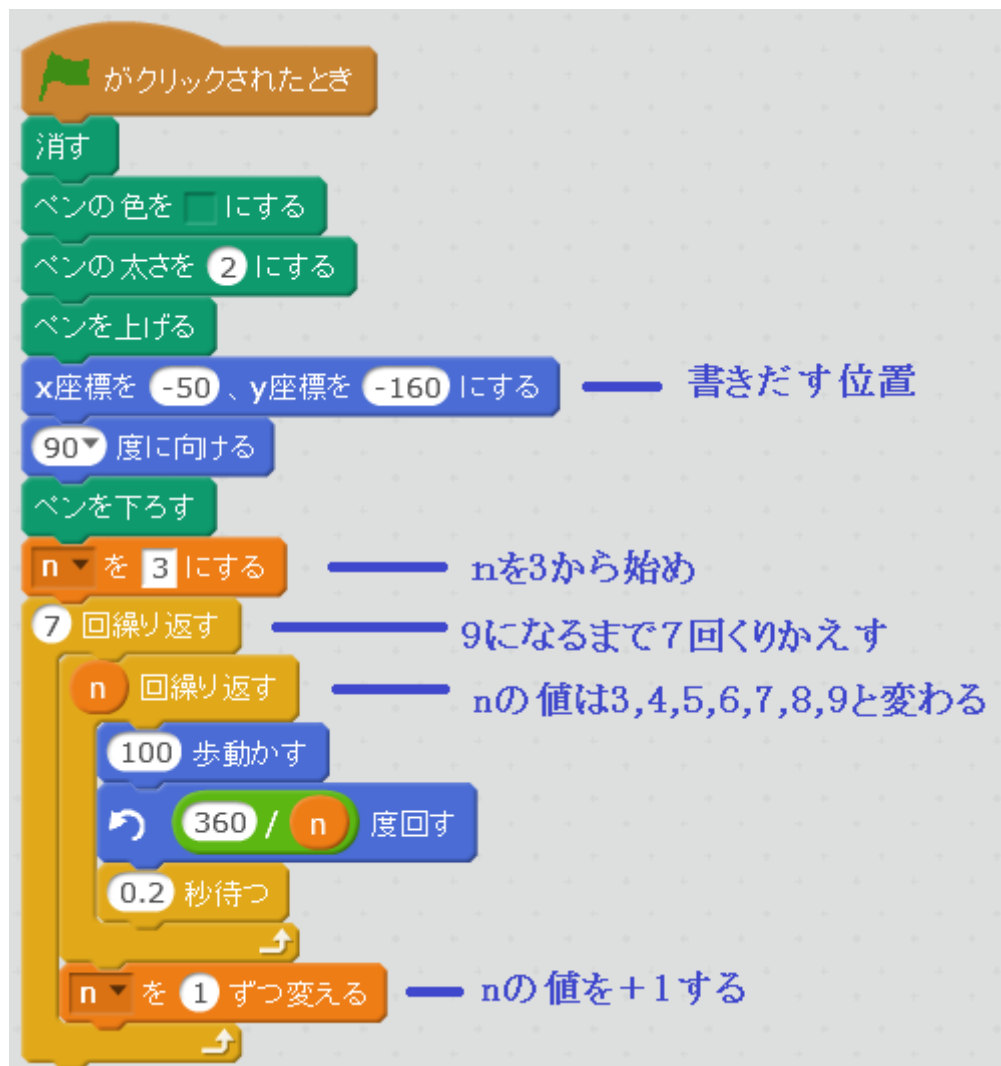 がクリックされたとき
消す
ペンの色を にする
ペンの太さを 2 にする
ペンを上げる
x座標を -50 、y座標を -160 にする 書きだす位置
90 度に向ける
ペンを下ろす
n を 3 にする nを3から始め
7 回繰り返す 9になるまで7回くりかえす
n 回繰り返す nの値は3,4,5,6,7,8,9と変わる
100 歩動かす
360 / n 度回す
0.2 秒待つ
n を 1 ずつ変える nの値を+1する